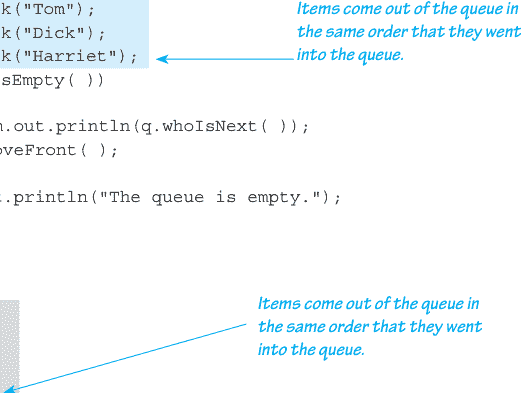 k("Tom");
k("Dick");
k("Harriet");
sEmpty( ))
m.out.println(q.whoIsNext( ));
oveFront( );
t.println("The queue is empty.");
Items come out of the queue in
the same order that they went
into the queue.
Items come out of the queue in
the same order that they went
into the queue.